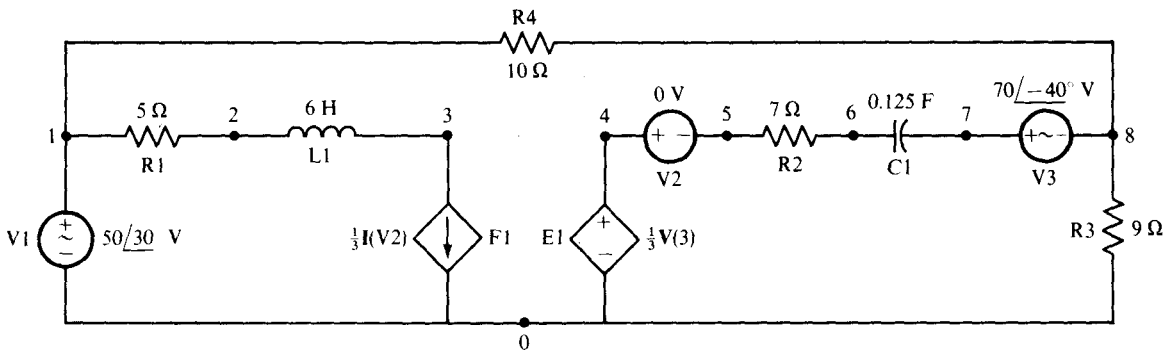 R4
10 Ω
70/−40° V
0 V
0.125 F
5 Ω
6 H
7 Ω
1
2
3
4
5
6
7
8
+ −
+ ~ −
R1
L1
V2
R2
C1
V3
V1
+
~
−
50/30 V
1/3 I(V2)
F1
E1
+
−
1/3 V(3)
R3
9 Ω
0